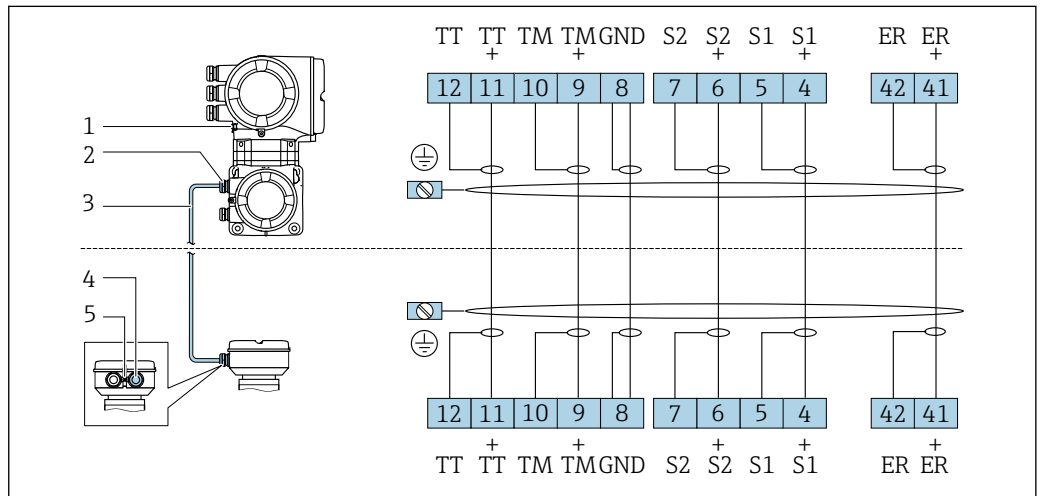 TT TT TM TM GND S2 S2 S1 S1 ER ER
+ + + + +
12 11 10 9 8 7 6 5 4 42 41
1
2
3
4
5
12 11 10 9 8 7 6 5 4 42 41
+ + + + +
TT TT TM TM GND S2 S2 S1 S1 ER ER